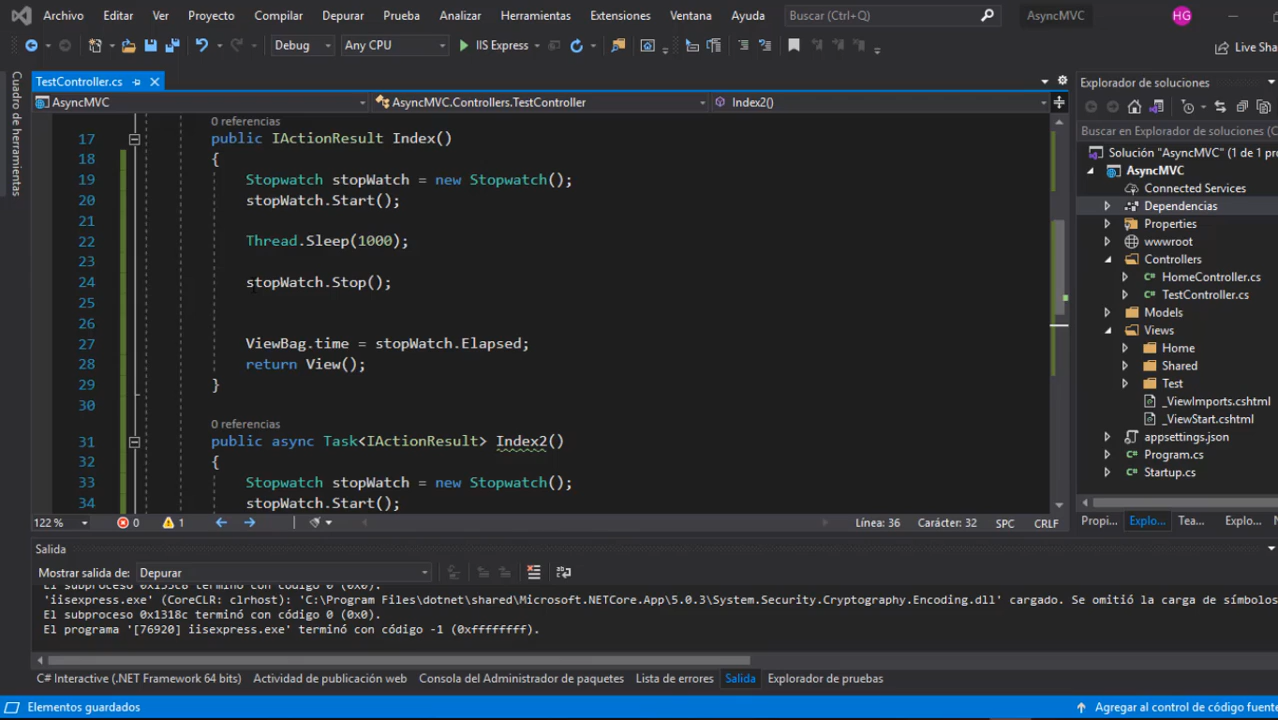 Archivo Editar Ver Proyecto Compilar Depurar Prueba Analizar Herramientas Extensiones Ventana Ayuda Buscar (Ctrl+Q) AsyncMVC HG
Debug Any CPU IIS Express Live Sha
Cuadro de herramientas
TestController.cs
AsyncMVC AsyncMVC.Controllers.TestController Index2()
0 referencias
17 public IActionResult Index()
18 {
19 Stopwatch stopWatch = new Stopwatch();
20 stopWatch.Start();
21
22 Thread.Sleep(1000);
23
24 stopWatch.Stop();
25
26
27 ViewBag.time = stopWatch.Elapsed;
28 return View();
29 }
30
0 referencias
31 public async Task<IActionResult> Index2()
32 {
33 Stopwatch stopWatch = new Stopwatch();
34 stopWatch.Start();
122 % 0 1 Línea: 36 Carácter: 32 SPC CRLF
Explorador de soluciones
Buscar en Explorador de soluciones (
Solución "AsyncMVC" (1 de 1 pr
AsyncMVC
Connected Services
Dependencias
Properties
wwwroot
Controllers
HomeController.cs
TestController.cs
Models
Views
Home
Shared
Test
_ViewImports.cshtml
_ViewStart.cshtml
appsettings.json
Program.cs
Startup.cs
Propi... Explo... Tea... Explo...
Salida
Mostrar salida de: Depurar
terminó con código 0 (0x0).
'iisexpress.exe' (CoreCLR: clrhost): 'C:\Program Files\dotnet\shared\Microsoft.NETCore.App\5.0.3\System.Security.Cryptography.Encoding.dll' cargado. Se omitió la carga de símbolos
El subproceso 0x1318c terminó con código 0 (0x0).
El programa '[76920] iisexpress.exe' terminó con código -1 (0xffffffff).
C# Interactive (.NET Framework 64 bits) Actividad de publicación web Consola del Administrador de paquetes Lista de errores Salida Explorador de pruebas
Elementos guardados Agregar al control de código fuente